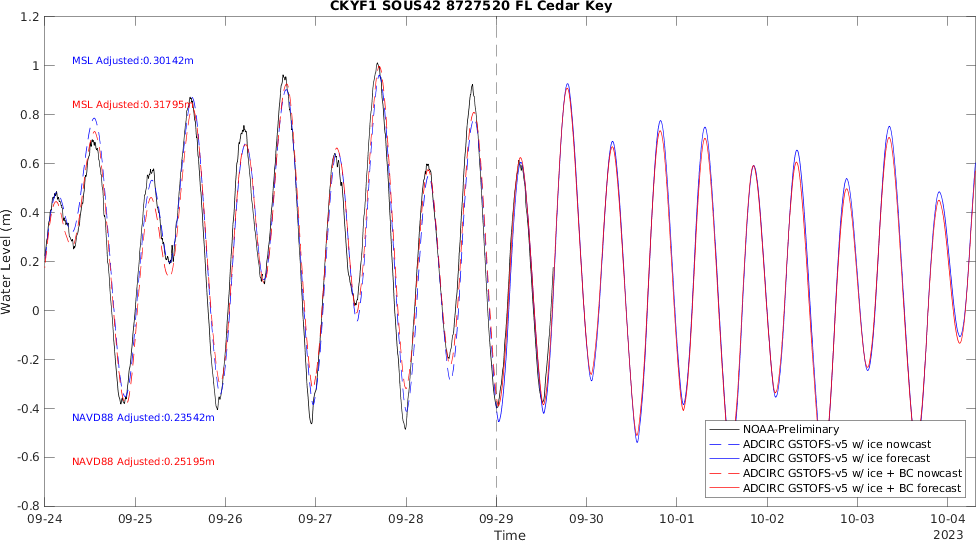 CKYF1 SOUS42 8727520 FL Cedar Key
1.2
1
0.8
0.6
0.4
0.2
0
-0.2
-0.4
-0.6
-0.8
Water Level (m)
MSL Adjusted:0.30142m
MSL Adjusted:0.31795m
NAVD88 Adjusted:0.23542m
NAVD88 Adjusted:0.25195m
NOAA-Preliminary
ADCIRC GSTOFS-v5 w/ ice nowcast
ADCIRC GSTOFS-v5 w/ ice forecast
ADCIRC GSTOFS-v5 w/ ice + BC nowcast
ADCIRC GSTOFS-v5 w/ ice + BC forecast
09-24 09-25 09-26 09-27 09-28 09-29 09-30 10-01 10-02 10-03 10-04
Time 2023